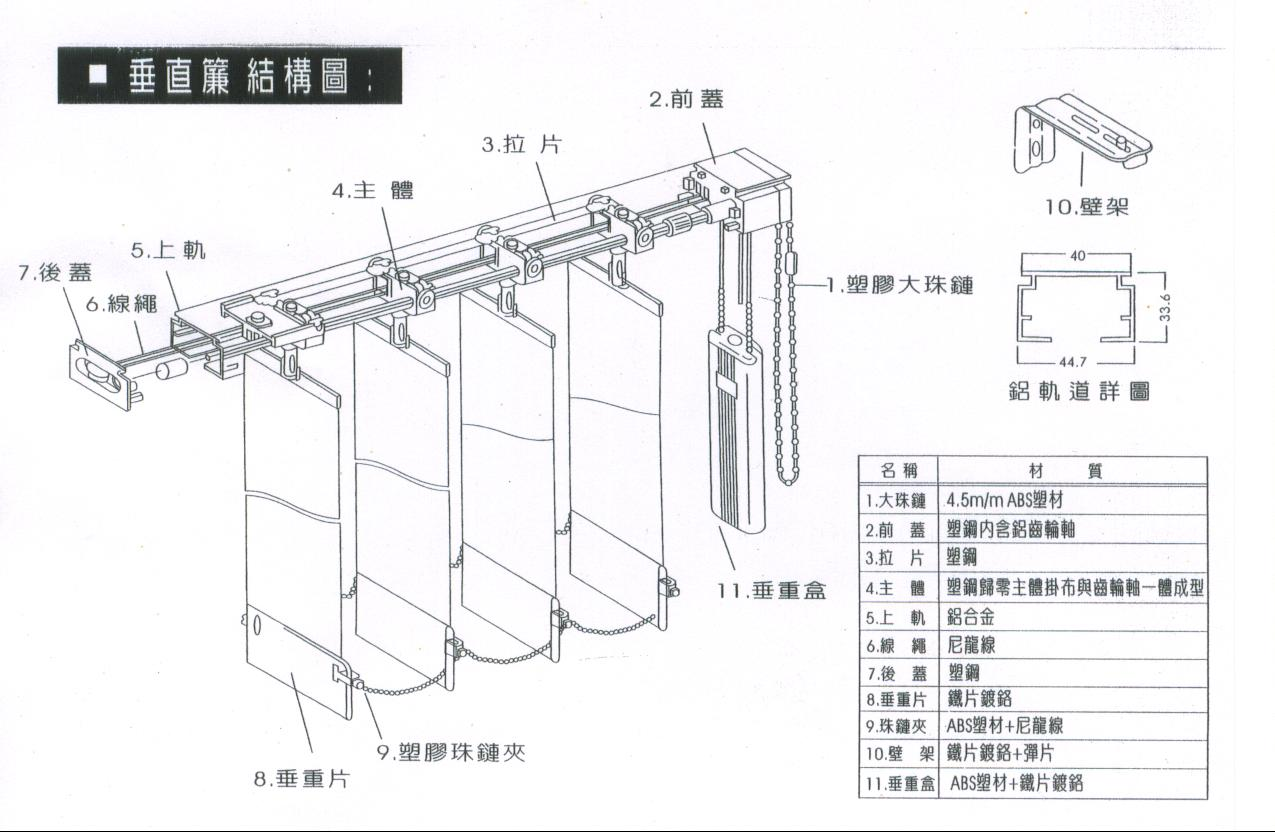 ■ 垂直簾 結構圖：
2.前蓋
3.拉片
4.主體
5.上軌
7.後蓋
6.線繩
1.塑膠大珠鏈
10.壁架
40
33.6
44.7
鋁軌道詳圖
11.垂重盒
9.塑膠珠鏈夾
8.垂重片
名稱 材質
1.大珠鏈 4.5m/m ABS塑材
2.前蓋 塑鋼內含鋁齒輪軸
3.拉片 塑鋼
4.主體 塑鋼歸零主體掛布與齒輪軸一體成型
5.上軌 鋁合金
6.線繩 尼龍線
7.後蓋 塑鋼
8.垂重片 鐵片鍍鉻
9.珠鏈夾 ABS塑材+尼龍線
10.壁架 鐵片鍍鉻+彈片
11.垂重盒 ABS塑材+鐵片鍍鉻